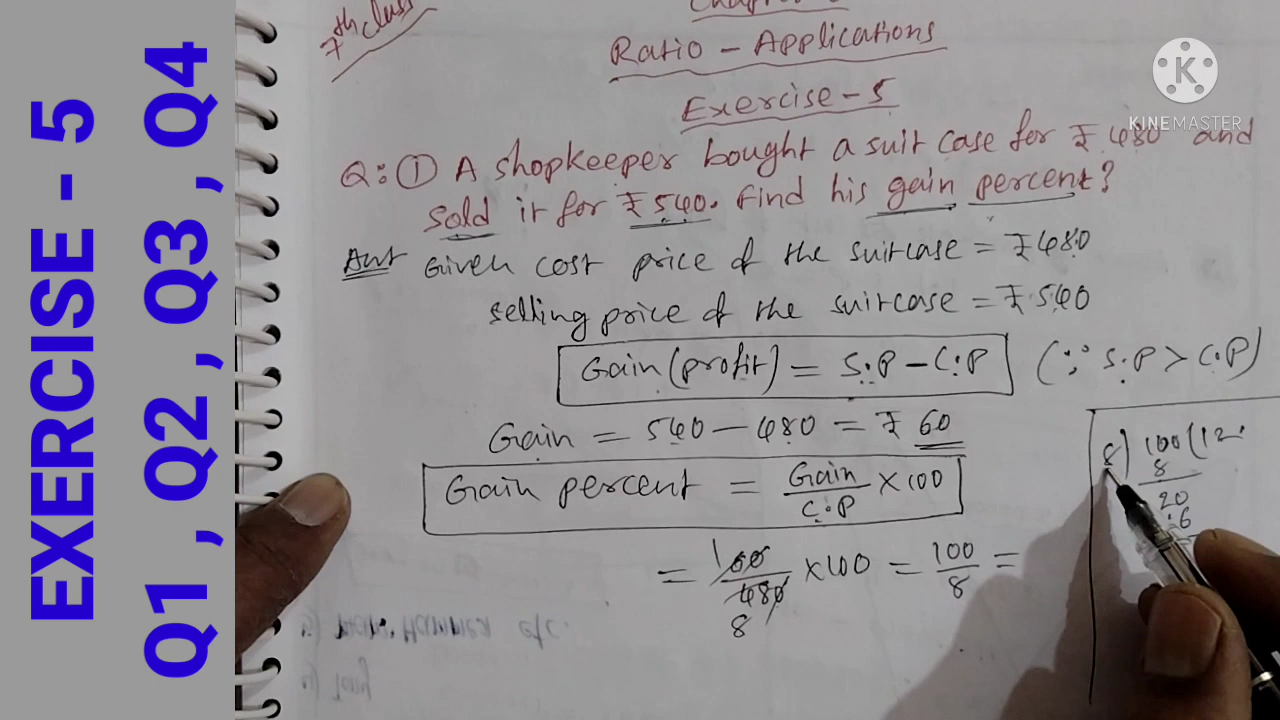 EXERCISE - 5
Q1 , Q2 , Q3 , Q4
7th class
Ratio - Applications
Exercise - 5
KINEMASTER
Q:① A shopkeeper bought a suit case for ₹ 480 and
sold it for ₹ 540. Find his gain percent?
Ans Given cost price of the suitcase = ₹ 480
selling price of the suitcase = ₹ 540
Gain (profit) = S.P - C.P (∵ S.P > C.P)
Gain = 540 - 480 = ₹ 60
Gain percent = Gain/C.P × 100
= 60/480 × 100 = 100/8 =
1
8
8) 100 (12.
8
20
16
etc.